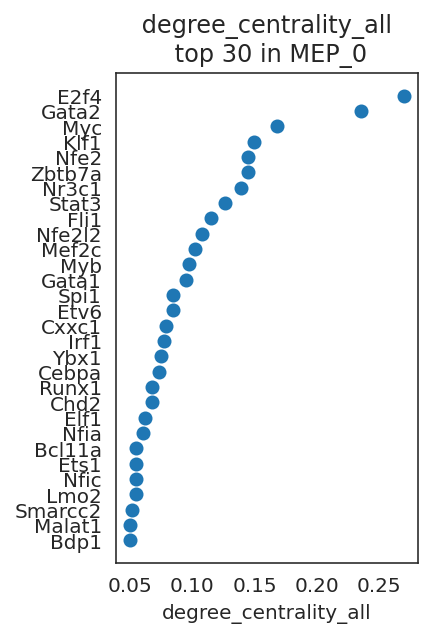 degree_centrality_all
top 30 in MEP_0
E2f4
Gata2
Myc
Klf1
Nfe2
Zbtb7a
Nr3c1
Stat3
Fli1
Nfe2l2
Mef2c
Myb
Gata1
Spi1
Etv6
Cxxc1
Irf1
Ybx1
Cebpa
Runx1
Chd2
Elf1
Nfia
Bcl11a
Ets1
Nfic
Lmo2
Smarcc2
Malat1
Bdp1
0.05 0.10 0.15 0.20 0.25
degree_centrality_all